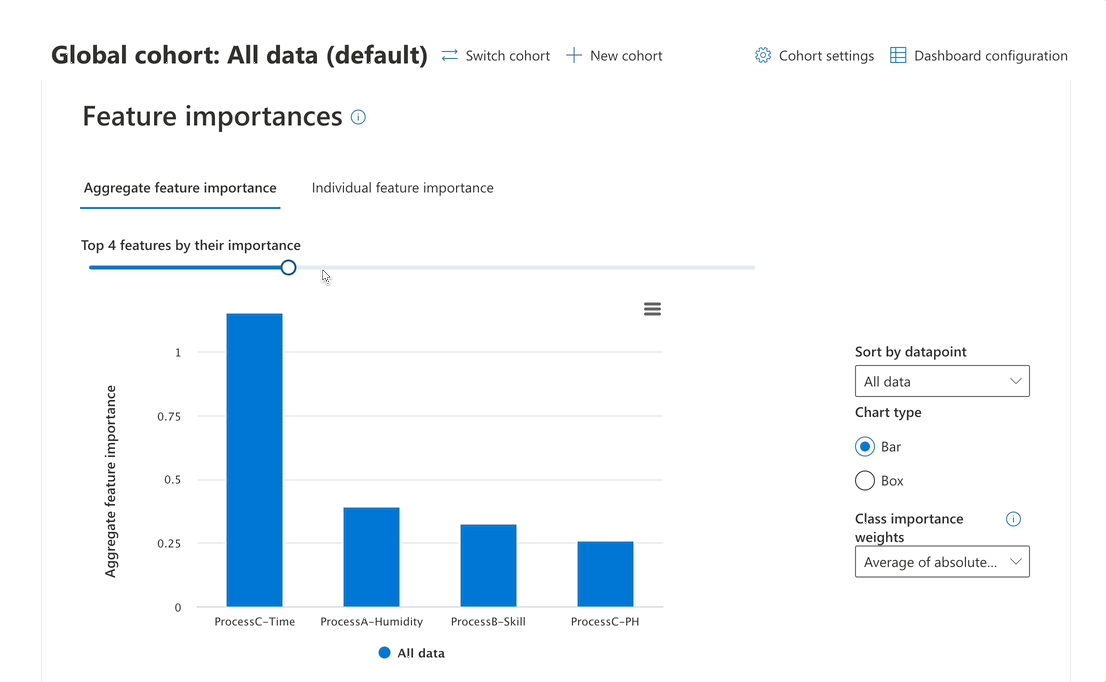 Global cohort: All data (default)
Switch cohort
New cohort
Cohort settings
Dashboard configuration
Feature importances
Aggregate feature importance
Individual feature importance
Top 4 features by their importance
Aggregate feature importance
1
0.75
0.5
0.25
0
ProcessC-Time
ProcessA-Humidity
ProcessB-Skill
ProcessC-PH
All data
Sort by datapoint
All data
Chart type
Bar
Box
Class importance
weights
Average of absolute...